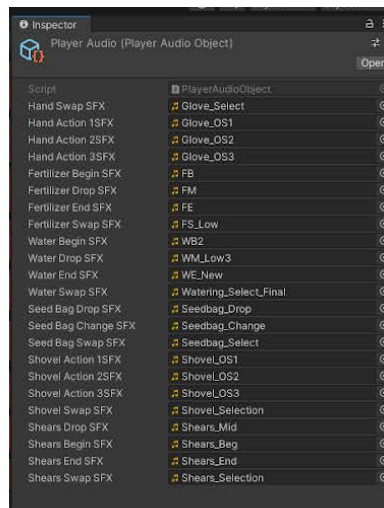 Inspector
Player Audio (Player Audio Object)
Open
Script PlayerAudioObject
Hand Swap SFX Glove_Select
Hand Action 1SFX Glove_OS1
Hand Action 2SFX Glove_OS2
Hand Action 3SFX Glove_OS3
Fertilizer Begin SFX FB
Fertilizer Drop SFX FM
Fertilizer End SFX FE
Fertilizer Swap SFX FS_Low
Water Begin SFX WB2
Water Drop SFX WM_Low3
Water End SFX WE_New
Water Swap SFX Watering_Select_Final
Seed Bag Drop SFX Seedbag_Drop
Seed Bag Change SFX Seedbag_Change
Seed Bag Swap SFX Seedbag_Select
Shovel Action 1SFX Shovel_OS1
Shovel Action 2SFX Shovel_OS2
Shovel Action 3SFX Shovel_OS3
Shovel Swap SFX Shovel_Selection
Shears Drop SFX Shears_Mid
Shears Begin SFX Shears_Beg
Shears End SFX Shears_End
Shears Swap SFX Shears_Selection